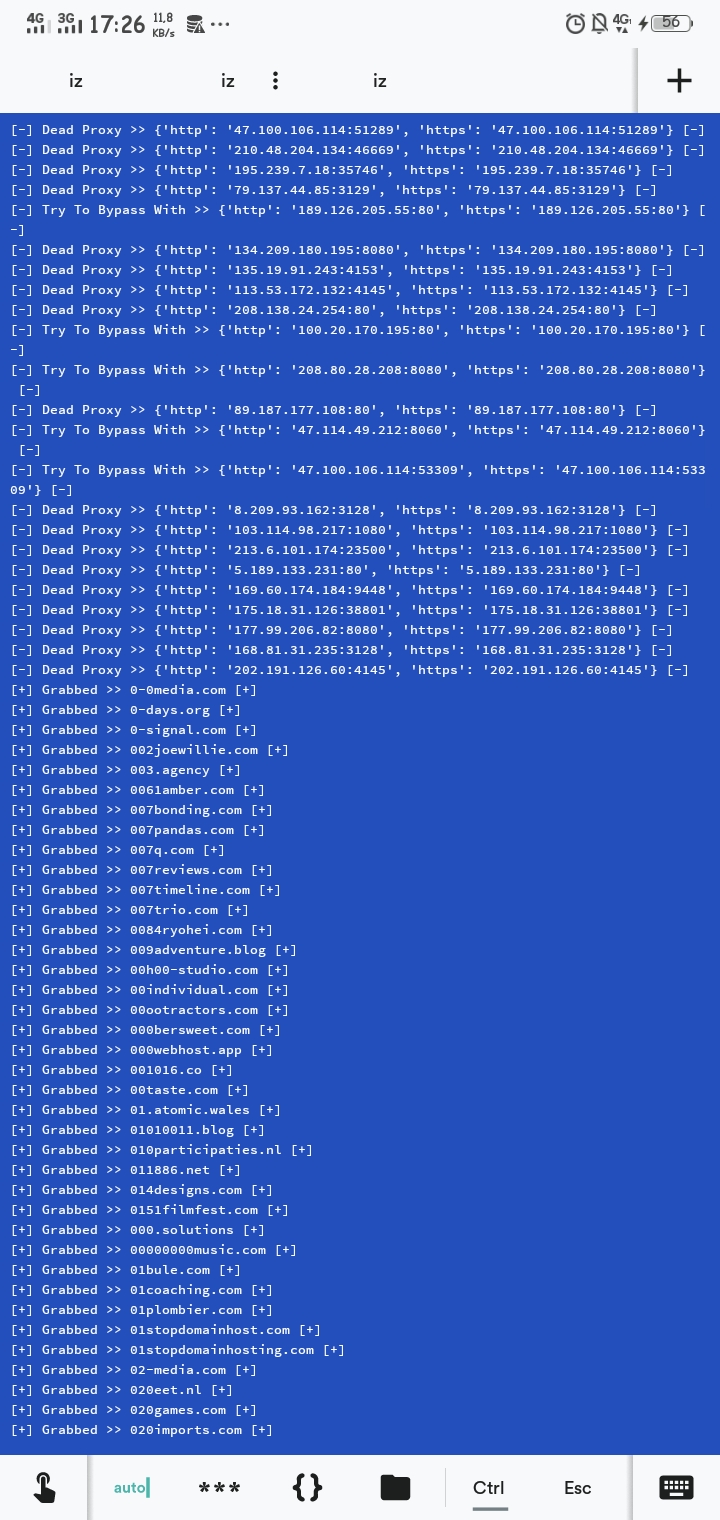 4G 3G 17:26 11,8 KB/s ••• 4G 56
iz iz iz
[-] Dead Proxy >> {'http': '47.100.106.114:51289', 'https': '47.100.106.114:51289'} [-]
[-] Dead Proxy >> {'http': '210.48.204.134:46669', 'https': '210.48.204.134:46669'} [-]
[-] Dead Proxy >> {'http': '195.239.7.18:35746', 'https': '195.239.7.18:35746'} [-]
[-] Dead Proxy >> {'http': '79.137.44.85:3129', 'https': '79.137.44.85:3129'} [-]
[-] Try To Bypass With >> {'http': '189.126.205.55:80', 'https': '189.126.205.55:80'} [
-]
[-] Dead Proxy >> {'http': '134.209.180.195:8080', 'https': '134.209.180.195:8080'} [-]
[-] Dead Proxy >> {'http': '135.19.91.243:4153', 'https': '135.19.91.243:4153'} [-]
[-] Dead Proxy >> {'http': '113.53.172.132:4145', 'https': '113.53.172.132:4145'} [-]
[-] Dead Proxy >> {'http': '208.138.24.254:80', 'https': '208.138.24.254:80'} [-]
[-] Try To Bypass With >> {'http': '100.20.170.195:80', 'https': '100.20.170.195:80'} [
-]
[-] Try To Bypass With >> {'http': '208.80.28.208:8080', 'https': '208.80.28.208:8080'}
[-]
[-] Dead Proxy >> {'http': '89.187.177.108:80', 'https': '89.187.177.108:80'} [-]
[-] Try To Bypass With >> {'http': '47.114.49.212:8060', 'https': '47.114.49.212:8060'}
[-]
[-] Try To Bypass With >> {'http': '47.100.106.114:53309', 'https': '47.100.106.114:533
09'} [-]
[-] Dead Proxy >> {'http': '8.209.93.162:3128', 'https': '8.209.93.162:3128'} [-]
[-] Dead Proxy >> {'http': '103.114.98.217:1080', 'https': '103.114.98.217:1080'} [-]
[-] Dead Proxy >> {'http': '213.6.101.174:23500', 'https': '213.6.101.174:23500'} [-]
[-] Dead Proxy >> {'http': '5.189.133.231:80', 'https': '5.189.133.231:80'} [-]
[-] Dead Proxy >> {'http': '169.60.174.184:9448', 'https': '169.60.174.184:9448'} [-]
[-] Dead Proxy >> {'http': '175.18.31.126:38801', 'https': '175.18.31.126:38801'} [-]
[-] Dead Proxy >> {'http': '177.99.206.82:8080', 'https': '177.99.206.82:8080'} [-]
[-] Dead Proxy >> {'http': '168.81.31.235:3128', 'https': '168.81.31.235:3128'} [-]
[-] Dead Proxy >> {'http': '202.191.126.60:4145', 'https': '202.191.126.60:4145'} [-]
[+] Grabbed >> 0-0media.com [+]
[+] Grabbed >> 0-days.org [+]
[+] Grabbed >> 0-signal.com [+]
[+] Grabbed >> 002joewillie.com [+]
[+] Grabbed >> 003.agency [+]
[+] Grabbed >> 0061amber.com [+]
[+] Grabbed >> 007bonding.com [+]
[+] Grabbed >> 007pandas.com [+]
[+] Grabbed >> 007q.com [+]
[+] Grabbed >> 007reviews.com [+]
[+] Grabbed >> 007timeline.com [+]
[+] Grabbed >> 007trio.com [+]
[+] Grabbed >> 0084ryohei.com [+]
[+] Grabbed >> 009adventure.blog [+]
[+] Grabbed >> 00h00-studio.com [+]
[+] Grabbed >> 00individual.com [+]
[+] Grabbed >> 00ootractors.com [+]
[+] Grabbed >> 000bersweet.com [+]
[+] Grabbed >> 000webhost.app [+]
[+] Grabbed >> 001016.co [+]
[+] Grabbed >> 00taste.com [+]
[+] Grabbed >> 01.atomic.wales [+]
[+] Grabbed >> 01010011.blog [+]
[+] Grabbed >> 010participaties.nl [+]
[+] Grabbed >> 011886.net [+]
[+] Grabbed >> 014designs.com [+]
[+] Grabbed >> 0151filmfest.com [+]
[+] Grabbed >> 000.solutions [+]
[+] Grabbed >> 00000000music.com [+]
[+] Grabbed >> 01bule.com [+]
[+] Grabbed >> 01coaching.com [+]
[+] Grabbed >> 01plombier.com [+]
[+] Grabbed >> 01stopdomainhost.com [+]
[+] Grabbed >> 01stopdomainhosting.com [+]
[+] Grabbed >> 02-media.com [+]
[+] Grabbed >> 020eet.nl [+]
[+] Grabbed >> 020games.com [+]
[+] Grabbed >> 020imports.com [+]
auto *** {} Ctrl Esc